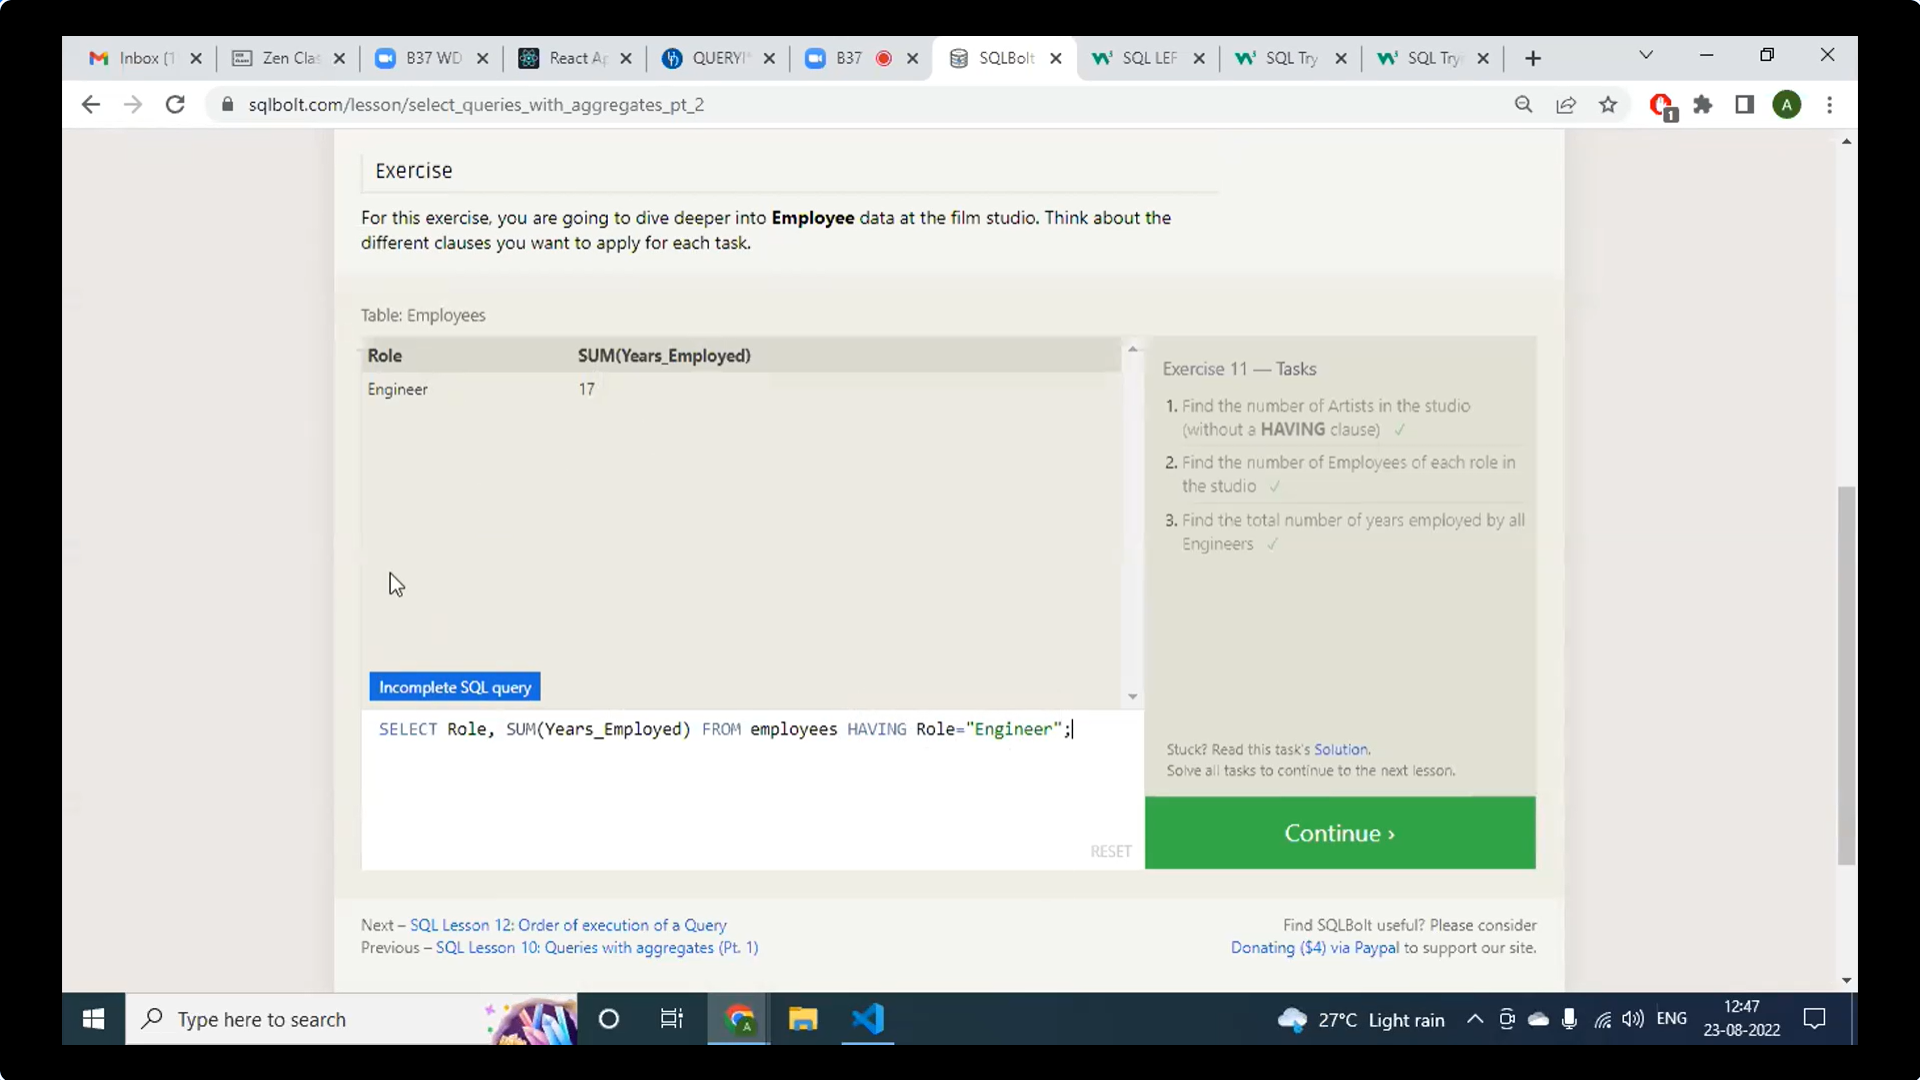 Inbox (1
Zen Clas
B37 WD
React Ap
QUERYI
B37
SQLBolt
SQL LEF
SQL Try
SQL Try
sqlbolt.com/lesson/select_queries_with_aggregates_pt_2
1
A
Exercise
For this exercise, you are going to dive deeper into Employee data at the film studio. Think about the
different clauses you want to apply for each task.
Table: Employees
Role SUM(Years_Employed)
Engineer 17
Exercise 11 — Tasks
1. Find the number of Artists in the studio
(without a HAVING clause) ✓
2. Find the number of Employees of each role in
the studio ✓
3. Find the total number of years employed by all
Engineers ✓
Incomplete SQL query
SELECT Role, SUM(Years_Employed) FROM employees HAVING Role="Engineer";
RESET
Stuck? Read this task's Solution.
Solve all tasks to continue to the next lesson.
Continue ›
Next – SQL Lesson 12: Order of execution of a Query
Previous – SQL Lesson 10: Queries with aggregates (Pt. 1)
Find SQLBolt useful? Please consider
Donating ($4) via Paypal to support our site.
Type here to search
A
27°C Light rain
ENG
12:47
23-08-2022